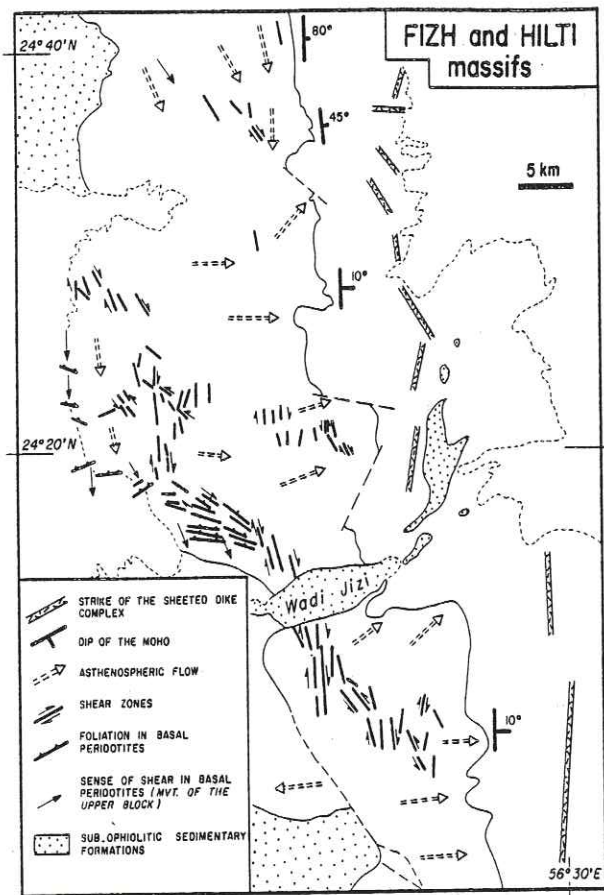 FIZH and HILTI
massifs
24° 40' N
80°
45°
5 km
10°
24° 20' N
Wadi Jizi
10°
STRIKE OF THE SHEETED DIKE
COMPLEX
DIP OF THE MOHO
ASTHENOSPHERIC FLOW
SHEAR ZONES
FOLIATION IN BASAL
PERIDOTITES
SENSE OF SHEAR IN BASAL
PERIDOTITES (MVT. OF THE
UPPER BLOCK)
SUB.OPHIOLITIC SEDIMENTARY
FORMATIONS
56° 30'E